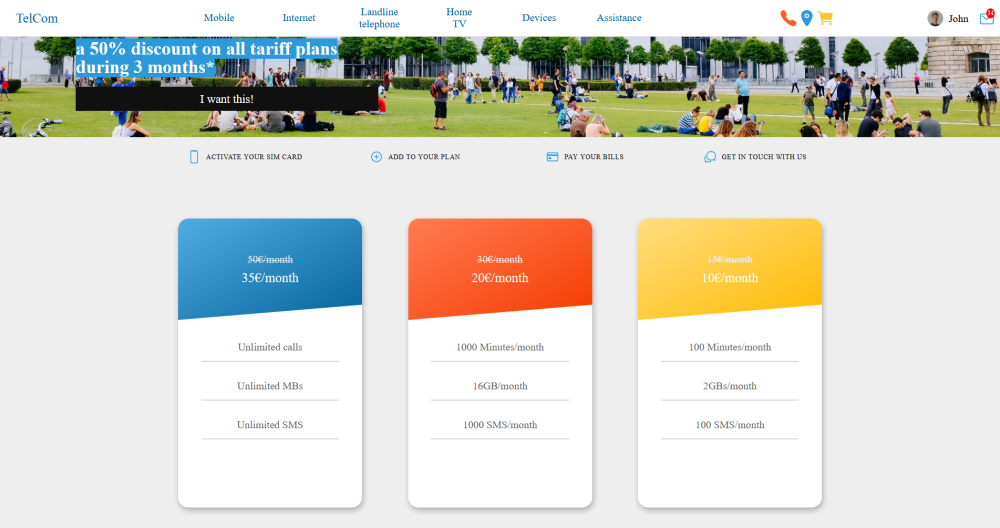 TelCom
Mobile
Internet
Landline
telephone
Home
TV
Devices
Assistance
John
14
a 50% discount on all tariff plans
during 3 months*
I want this!
ACTIVATE YOUR SIM CARD
ADD TO YOUR PLAN
PAY YOUR BILLS
GET IN TOUCH WITH US
50€/month
35€/month
Unlimited calls
Unlimited MBs
Unlimited SMS
30€/month
20€/month
1000 Minutes/month
16GB/month
1000 SMS/month
15€/month
10€/month
100 Minutes/month
2GBs/month
100 SMS/month